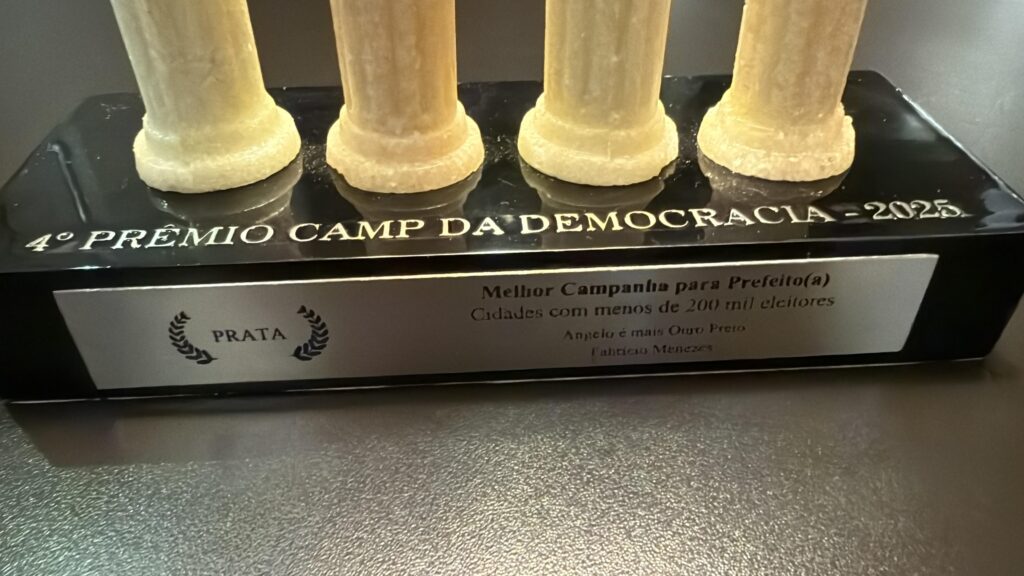 4º PRÊMIO CAMP DA DEMOCRACIA - 2025
PRATA
Melhor Campanha para Prefeito(a)
Cidades com menos de 200 mil eleitores
Angelo é mais Ouro Preto
Fabrício Menezes